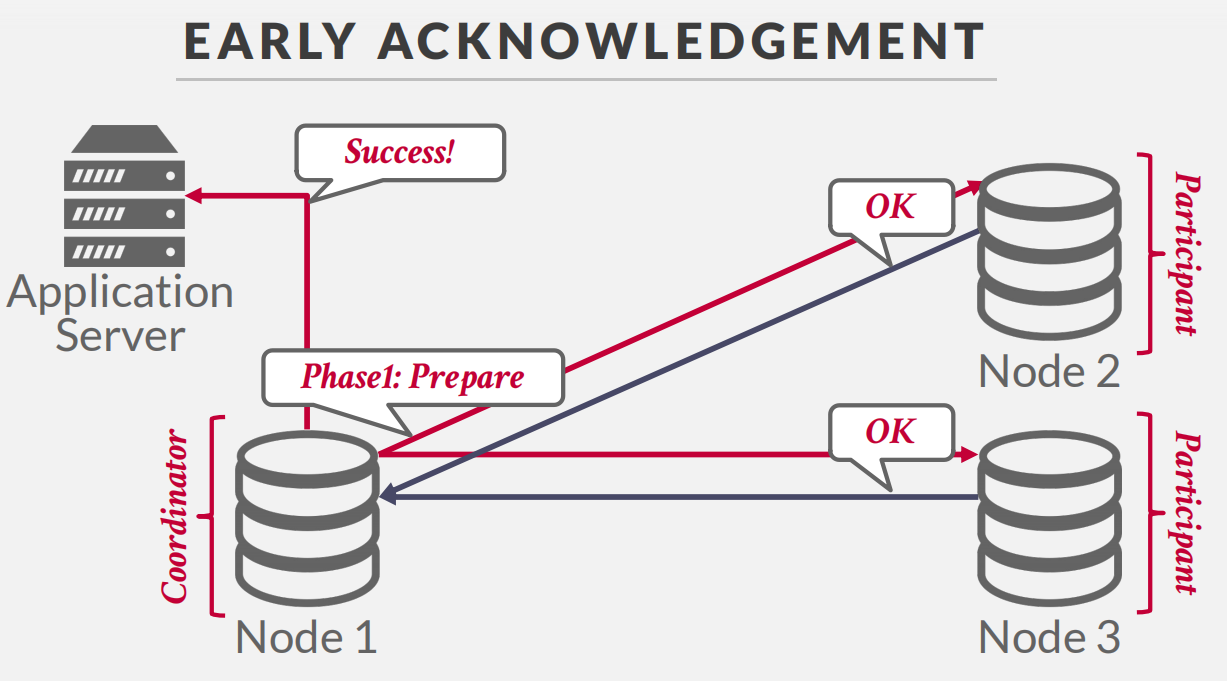 EARLY ACKNOWLEDGEMENT
Success!
OK
Participant
Application
Server
Phase1: Prepare
Node 2
OK
Coordinator
Participant
Node 1
Node 3